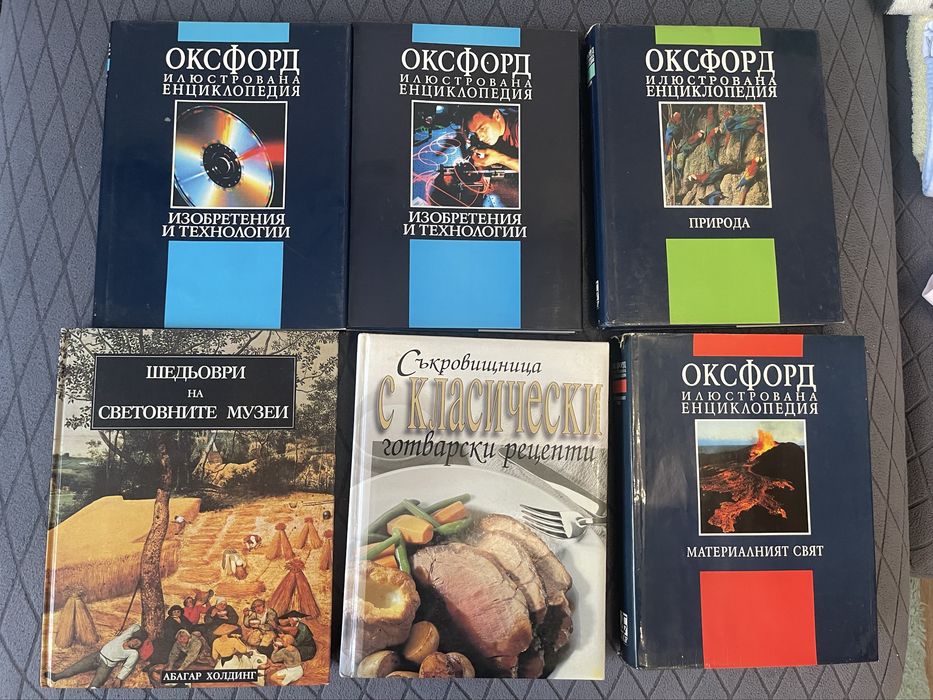 ОКСФОРД
ИЛЮСТРОВАНА
ЕНЦИКЛОПЕДИЯ
ИЗОБРЕТЕНИЯ
И ТЕХНОЛОГИИ
ОКСФОРД
ИЛЮСТРОВАНА
ЕНЦИКЛОПЕДИЯ
ИЗОБРЕТЕНИЯ
И ТЕХНОЛОГИИ
ОКСФОРД
ИЛЮСТРОВАНА
ЕНЦИКЛОПЕДИЯ
ПРИРОДА
ШЕДЬОВРИ
НА
СВЕТОВНИТЕ МУЗЕИ
АБАГАР ХОЛДИНГ
Съкровищница
с класически
готварски рецепти
ОКСФОРД
ИЛЮСТРОВАНА
ЕНЦИКЛОПЕДИЯ
МАТЕРИАЛНИЯТ СВЯТ